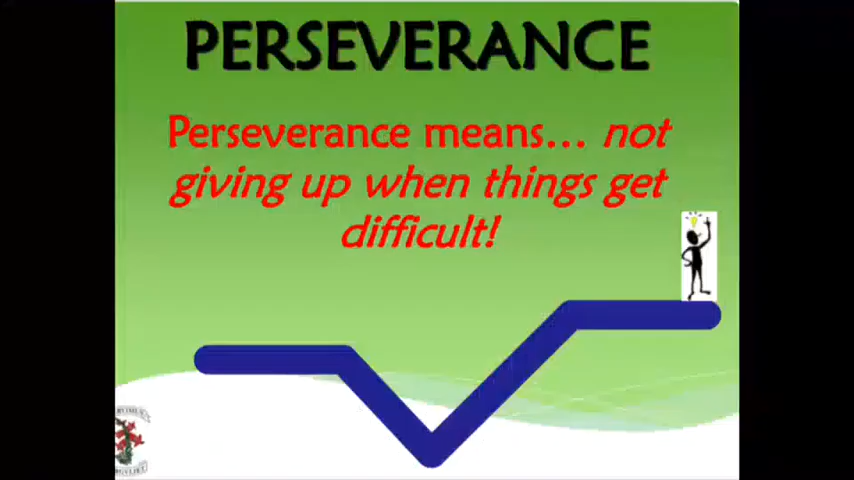 PERSEVERANCE
Perseverance means... not
giving up when things get
difficult!